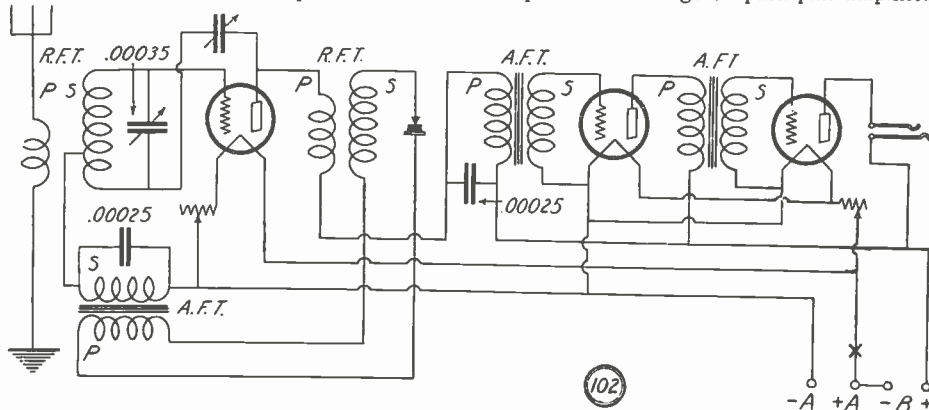 R.F.T.
.00035
P
S
R.F.T.
P
S
A.F.T.
P
S
A.F.T
P
S
.00025
.00025
S
A.F.T.
P
102
-A +A -B +